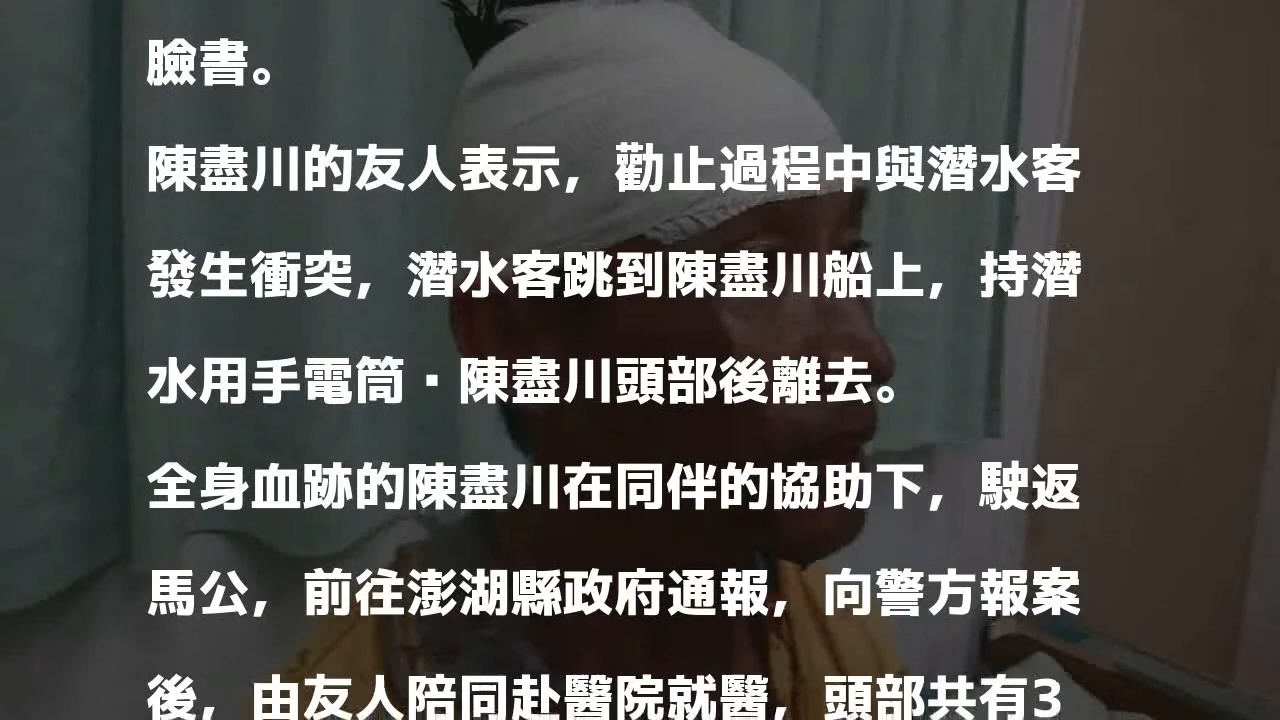 臉書。
陳盡川的友人表示，勸止過程中與潛水客
發生衝突，潛水客跳到陳盡川船上，持潛
水用手電筒▪陳盡川頭部後離去。
全身血跡的陳盡川在同伴的協助下，駛返
馬公，前往澎湖縣政府通報，向警方報案
後，由友人陪同赴醫院就醫，頭部共有3